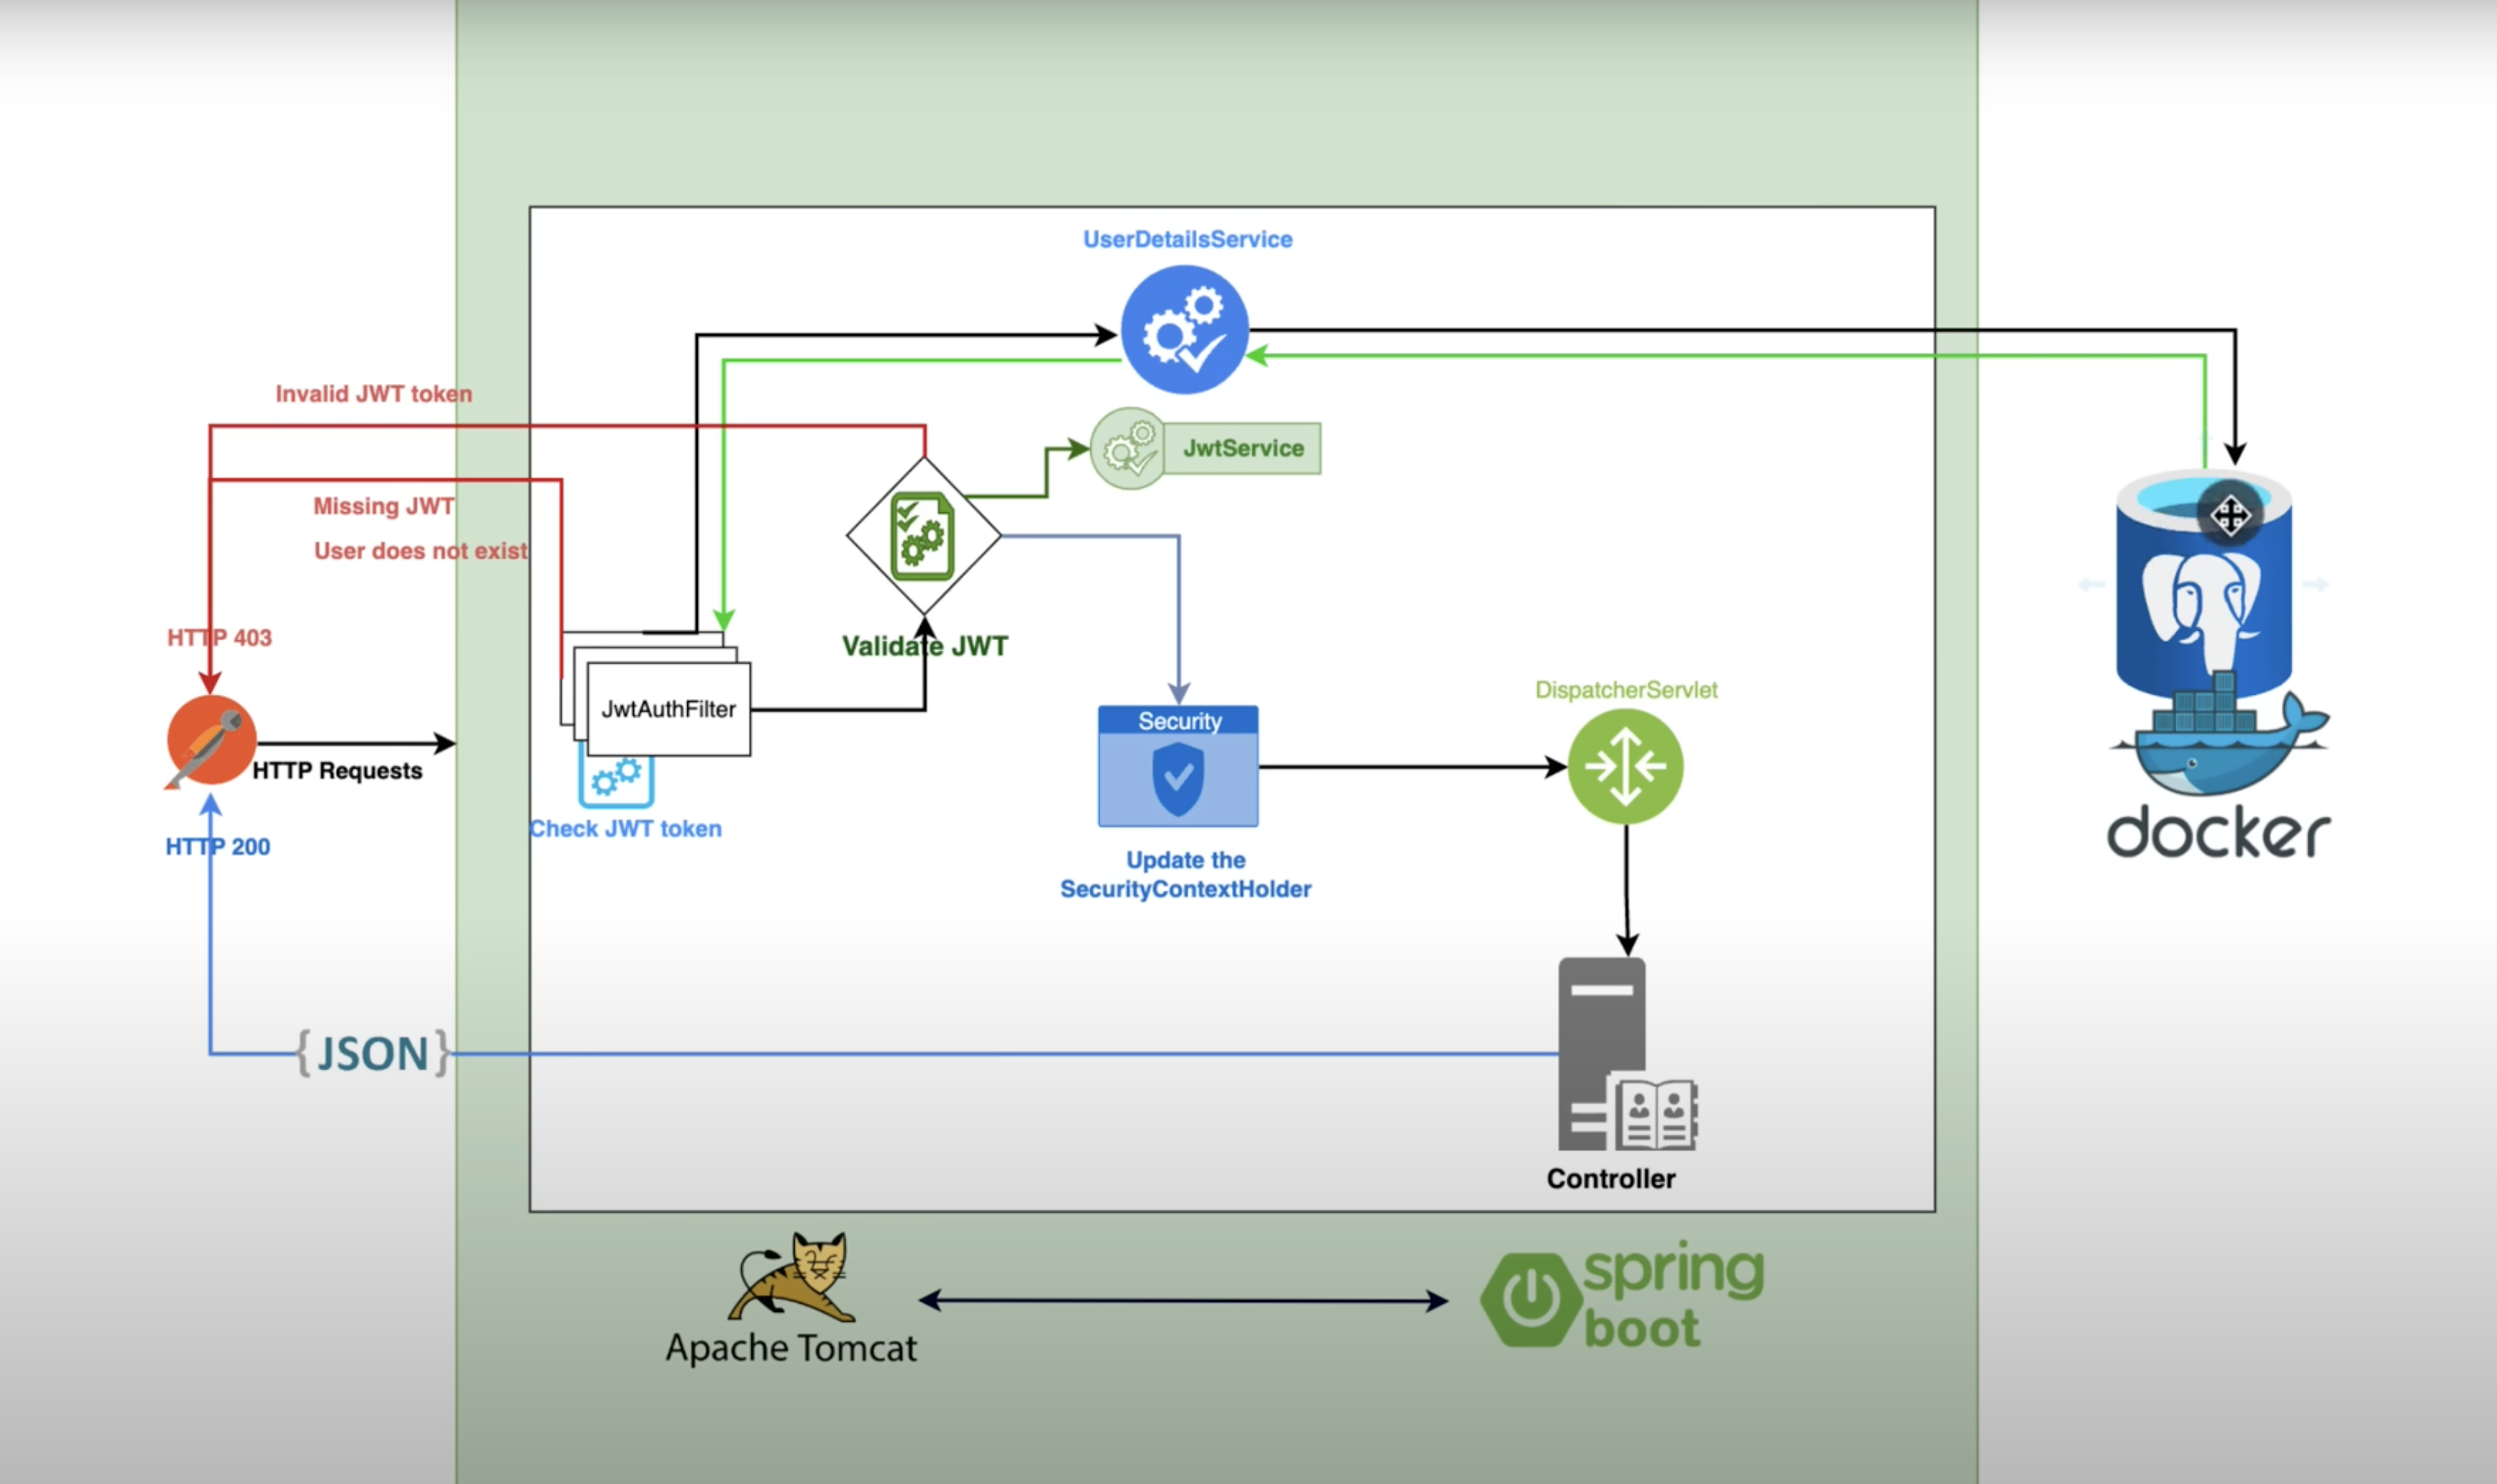 UserDetailsService
Invalid JWT token
JwtService
Missing JWT
User does not exist
HTTP 403
Validate JWT
JwtAuthFilter
DispatcherServlet
Security
HTTP Requests
Check JWT token
HTTP 200
Update the
SecurityContextHolder
docker
{JSON}
Controller
Apache Tomcat
spring
boot